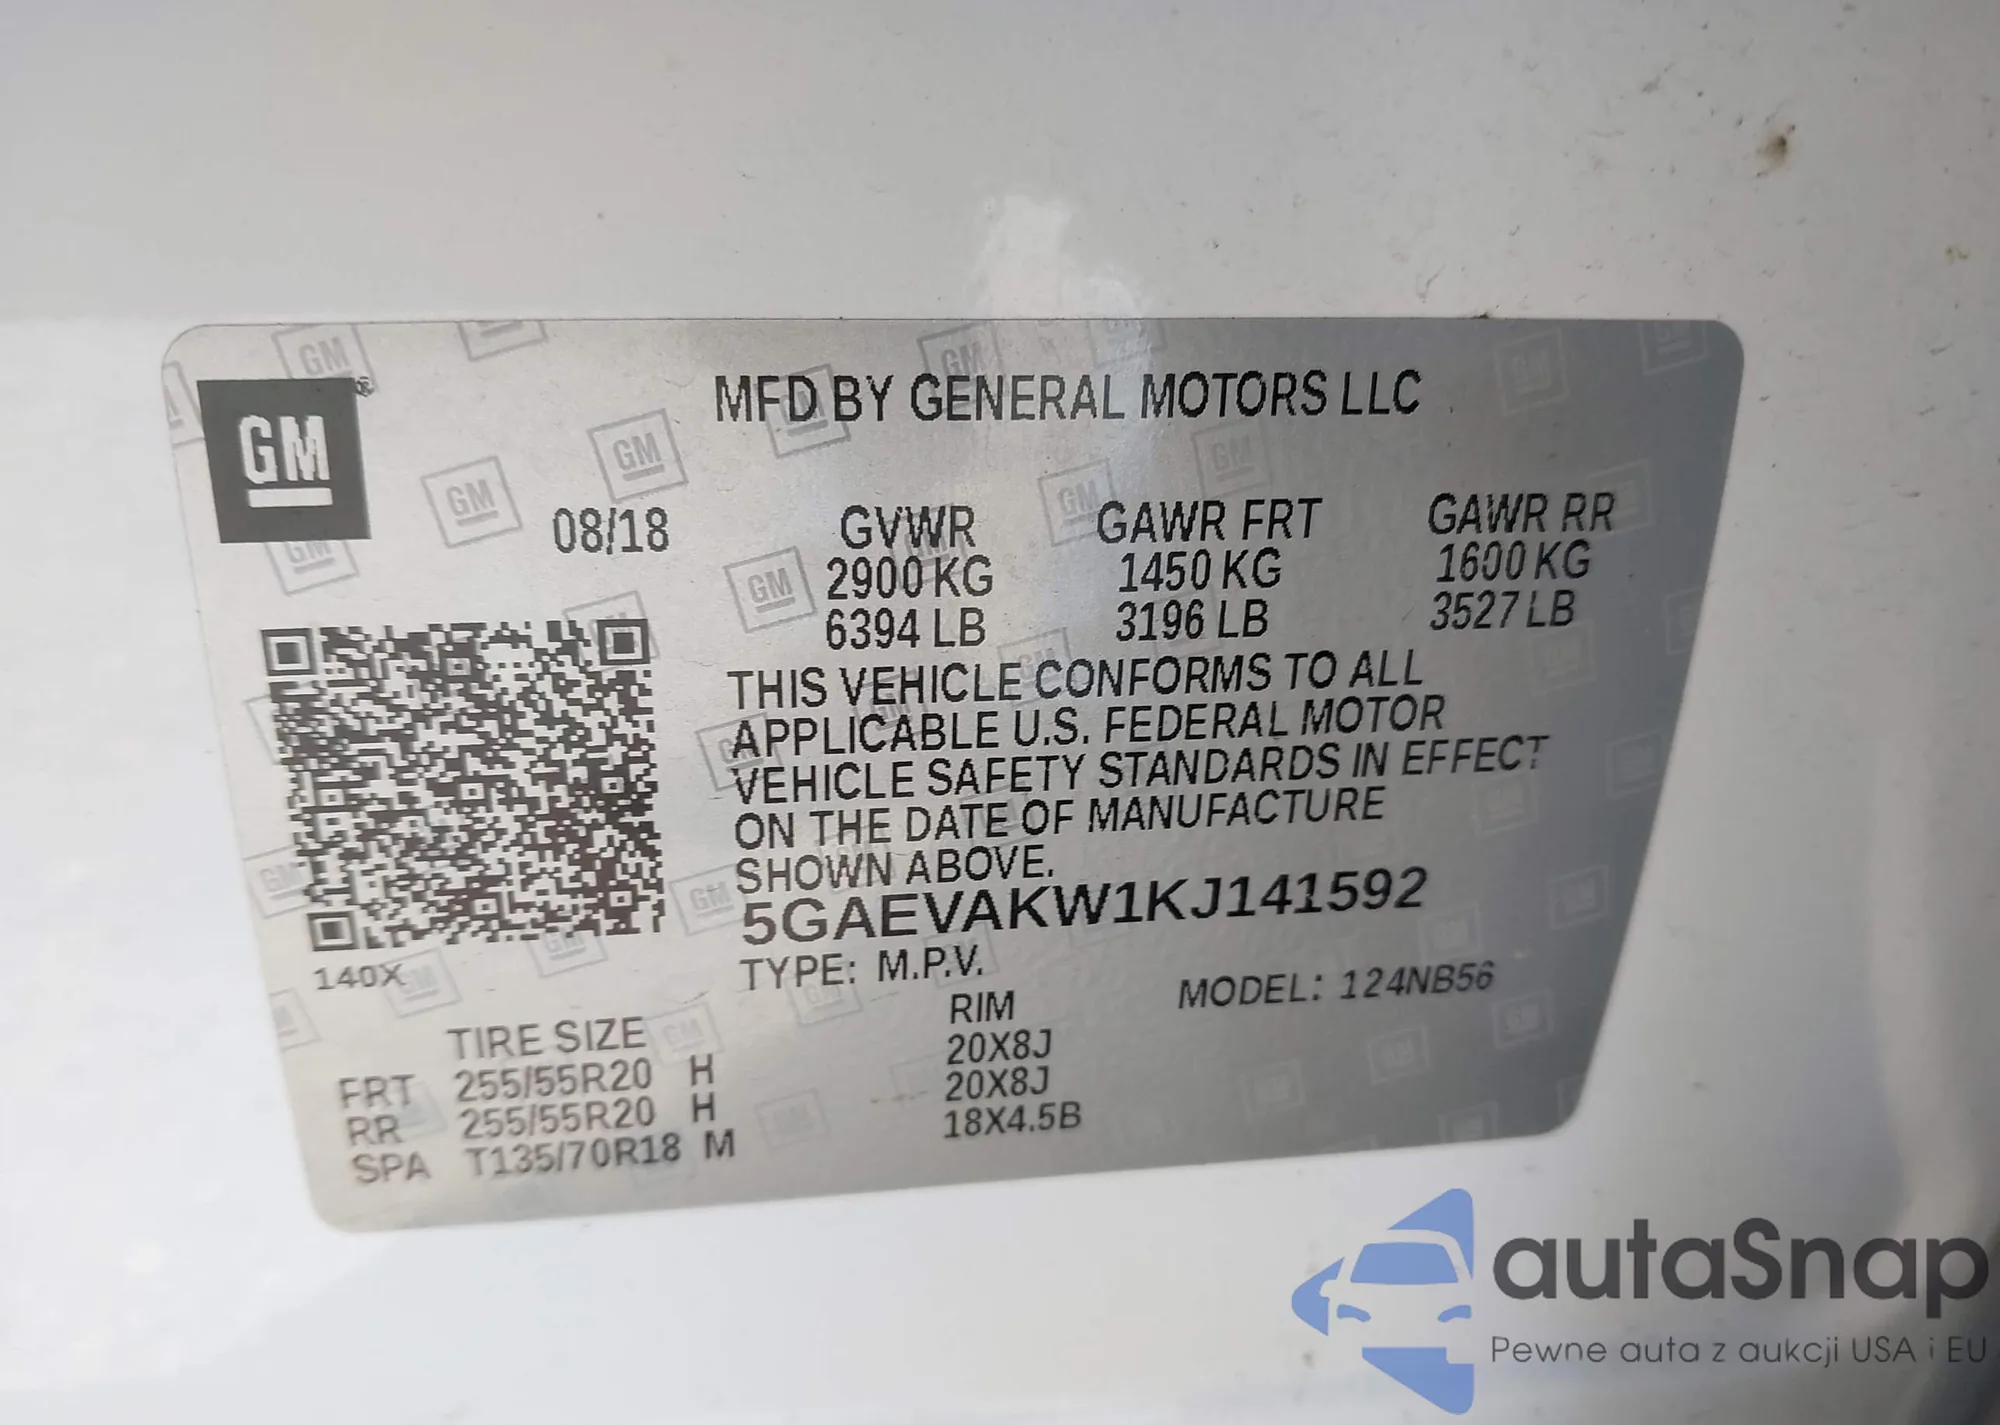 GM
MFD BY GENERAL MOTORS LLC
08/18
GVWR GAWR FRT GAWR RR
2900 KG 1450 KG 1600 KG
6394 LB 3196 LB 3527 LB
THIS VEHICLE CONFORMS TO ALL
APPLICABLE U.S. FEDERAL MOTOR
VEHICLE SAFETY STANDARDS IN EFFECT
ON THE DATE OF MANUFACTURE
SHOWN ABOVE.
5GAEVAKW1KJ141592
140X
TYPE: M.P.V. MODEL: 124NB56
TIRE SIZE RIM
FRT 255/55R20 H 20X8J
RR 255/55R20 H 20X8J
SPA T135/70R18 M 18X4.5B
autaSnap
Pewne auta z aukcji USA i EU